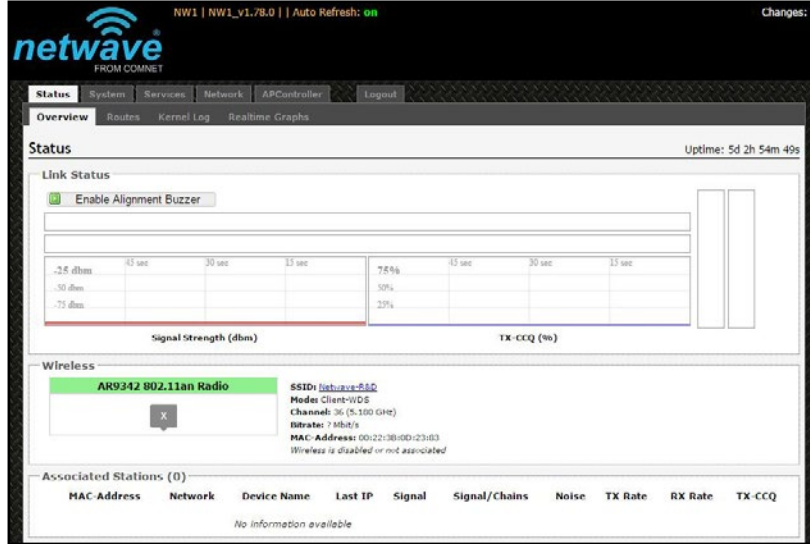 NW1 | NW1_v1.78.0 | | Auto Refresh: on
Changes:
netwave
FROM COMNET
Status System Services Network APController Logout
Overview Routes Kernel Log Realtime Graphs
Status
Uptime: 5d 2h 54m 49s
Link Status
Enable Alignment Buzzer
45 sec 30 sec 15 sec 45 sec 30 sec 15 sec
-25 dbm 75%
-50 dbm 50%
-75 dbm 25%
Signal Strength (dbm) TX-CCQ (%)
Wireless
AR9342 802.11an Radio
X
SSID: Netwave-R&D
Mode: Client-WDS
Channel: 36 (5.180 GHz)
Bitrate: ? Mbit/s
MAC-Address: 00:22:3B:0D:23:83
Wireless is disabled or not associated
Associated Stations (0)
MAC-Address Network Device Name Last IP Signal Signal/Chains Noise TX Rate RX Rate TX-CCQ
No information available